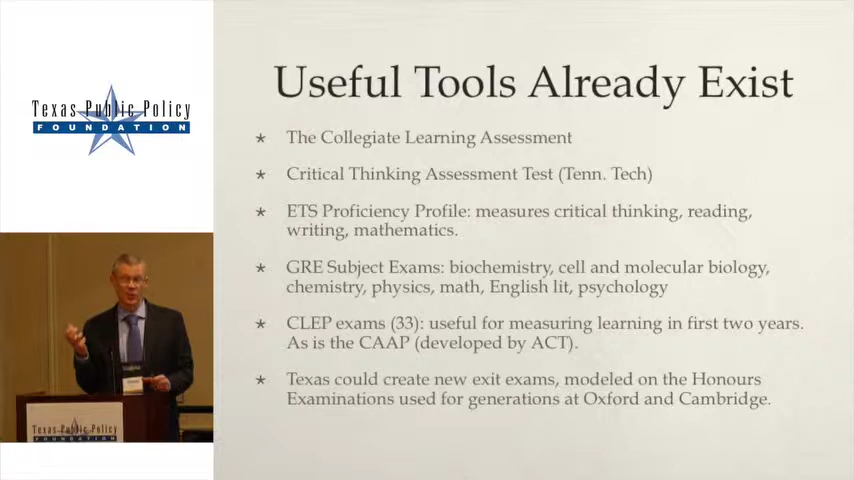 Texas Public Policy
FOUNDATION
Useful Tools Already Exist
* The Collegiate Learning Assessment
* Critical Thinking Assessment Test (Tenn. Tech)
* ETS Proficiency Profile: measures critical thinking, reading,
writing, mathematics.
* GRE Subject Exams: biochemistry, cell and molecular biology,
chemistry, physics, math, English lit, psychology
* CLEP exams (33): useful for measuring learning in first two years.
As is the CAAP (developed by ACT).
* Texas could create new exit exams, modeled on the Honours
Examinations used for generations at Oxford and Cambridge.
Texas Public Policy
FOUNDATION